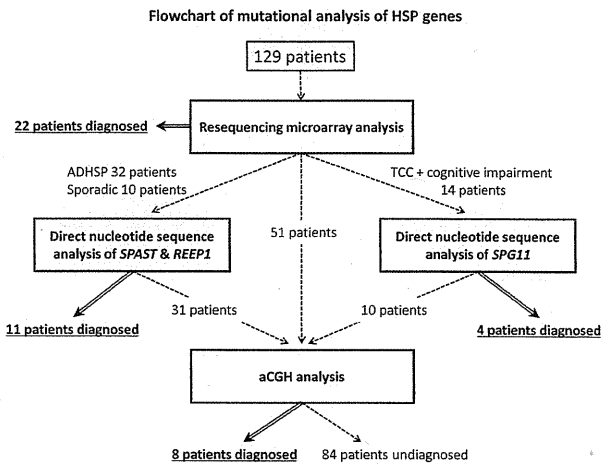 Flowchart of mutational analysis of HSP genes
129 patients
Resequencing microarray analysis
22 patients diagnosed
ADHSP 32 patients
Sporadic 10 patients
TCC + cognitive impairment
14 patients
51 patients
Direct nucleotide sequence
analysis of SPAST & REEP1
Direct nucleotide sequence
analysis of SPG11
11 patients diagnosed
31 patients
10 patients
4 patients diagnosed
aCGH analysis
8 patients diagnosed
84 patients undiagnosed